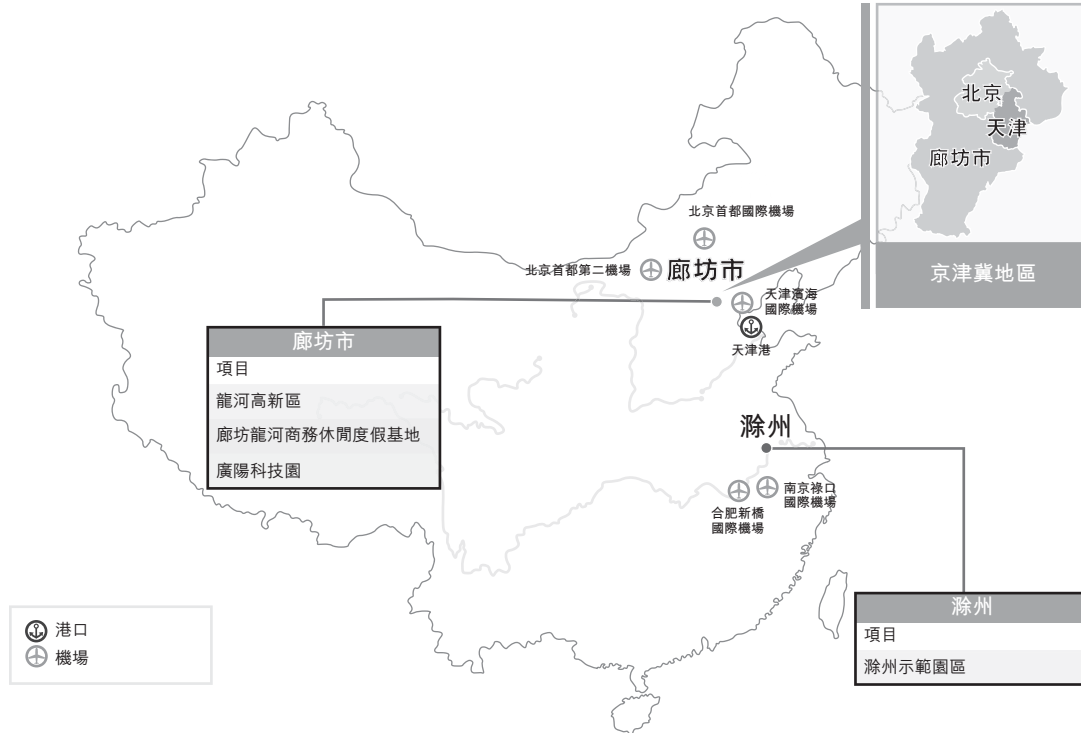 北京
天津
廊坊市
京津冀地區
北京首都國際機場
北京首都第二機場
廊坊市
天津濱海
國際機場
天津港
廊坊市
項目
龍河高新區
廊坊龍河商務休閒度假基地
廣陽科技園
滁州
南京祿口
國際機場
合肥新橋
國際機場
滁州
項目
滁州示範園區
港口
機場